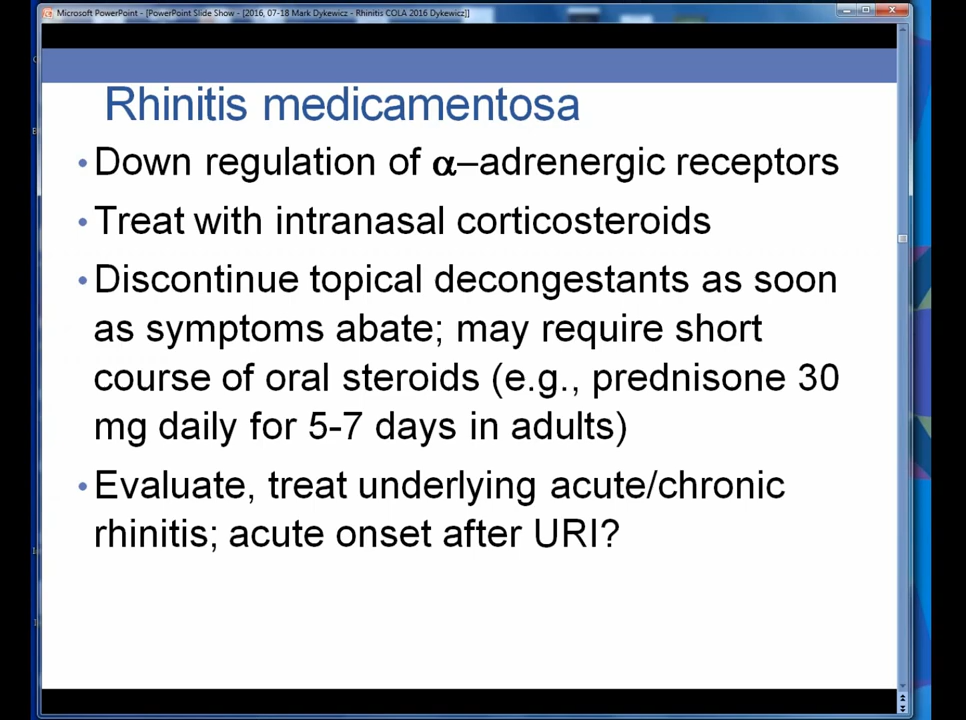 Microsoft PowerPoint - [PowerPoint Slide Show - [2016, 07-18 Mark Dykewicz - Rhinitis COLA 2016 Dykewicz]]
Rhinitis medicamentosa
•Down regulation of α–adrenergic receptors
•Treat with intranasal corticosteroids
•Discontinue topical decongestants as soon
as symptoms abate; may require short
course of oral steroids (e.g., prednisone 30
mg daily for 5-7 days in adults)
•Evaluate, treat underlying acute/chronic
rhinitis; acute onset after URI?